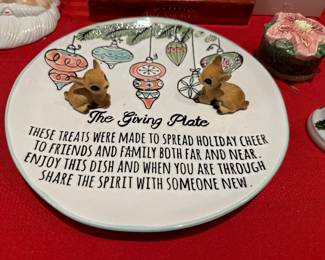 The Giving Plate
THESE TREATS WERE MADE TO SPREAD HOLIDAY CHEER
TO FRIENDS AND FAMILY BOTH FAR AND NEAR.
ENJOY THIS DISH AND WHEN YOU ARE THROUGH
SHARE THE SPIRIT WITH SOMEONE NEW.